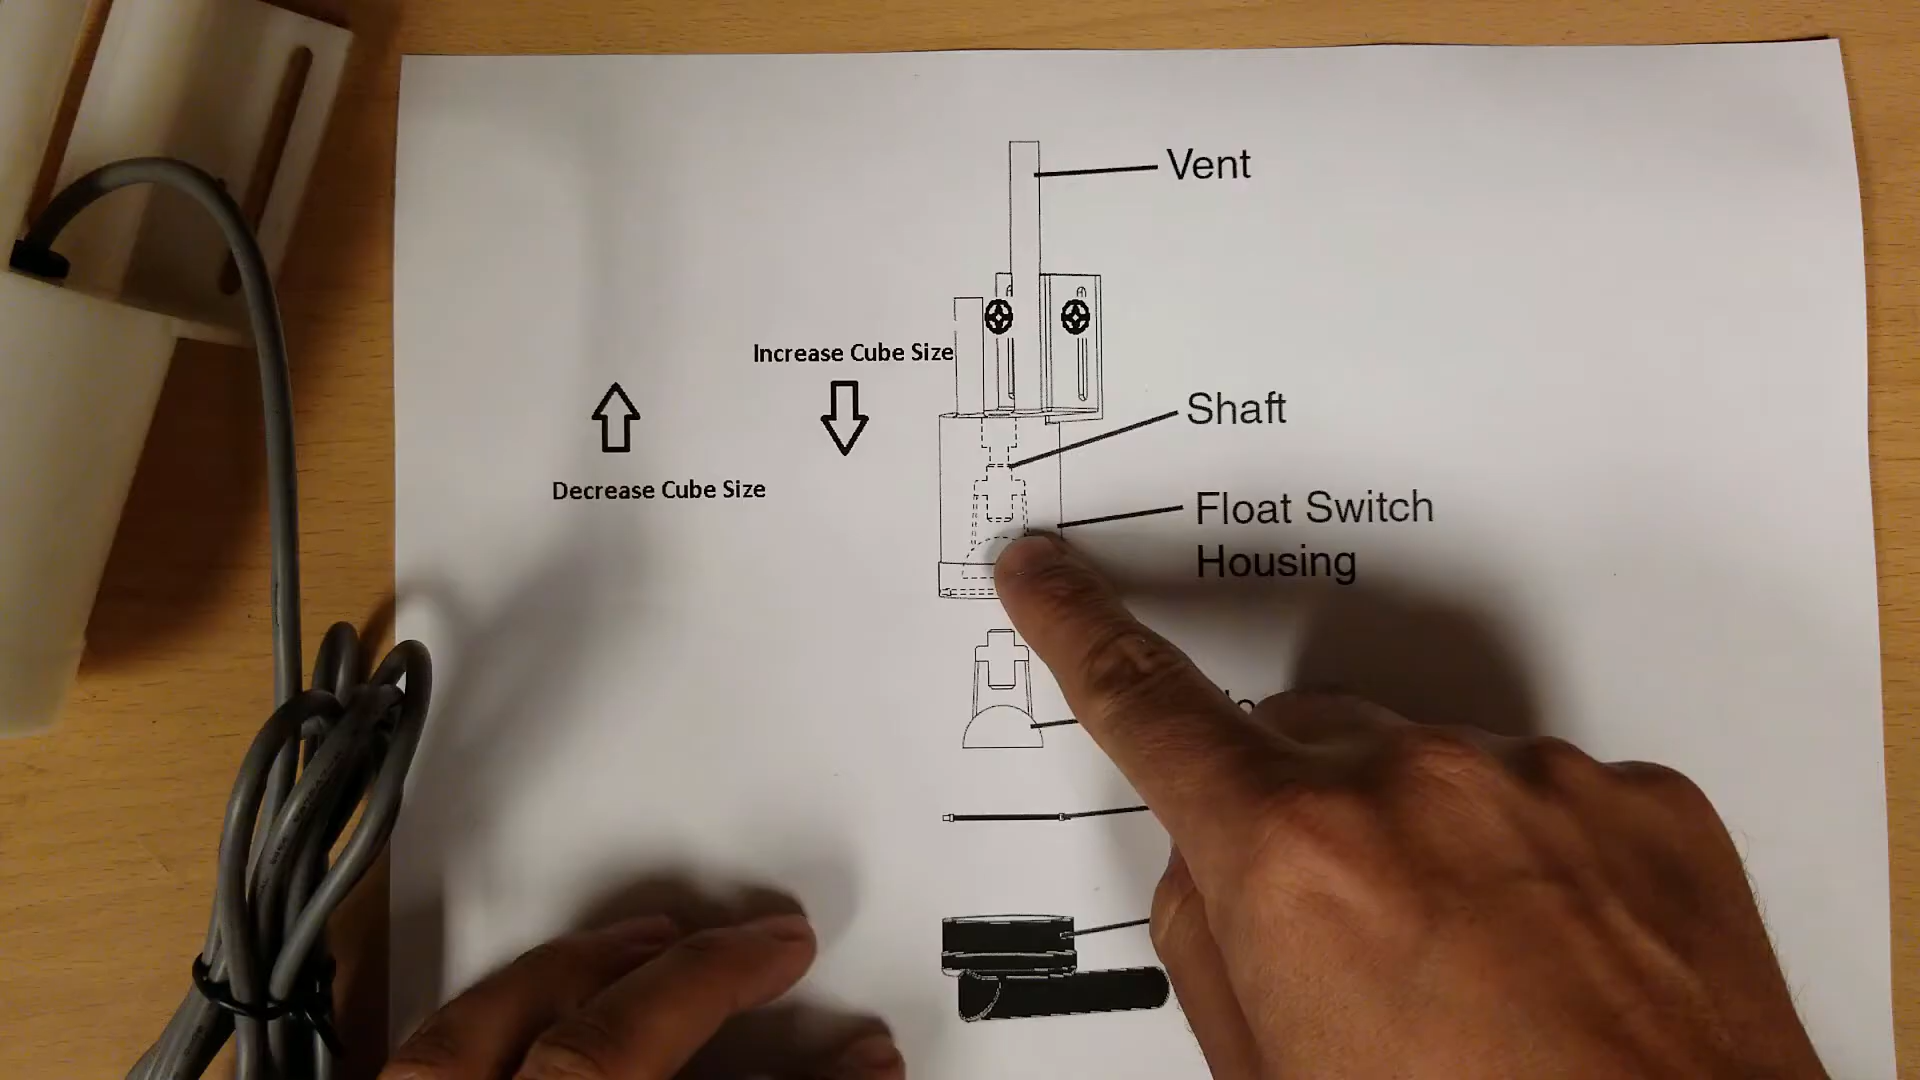 Vent
Increase Cube Size
Shaft
Decrease Cube Size
Float Switch
Housing